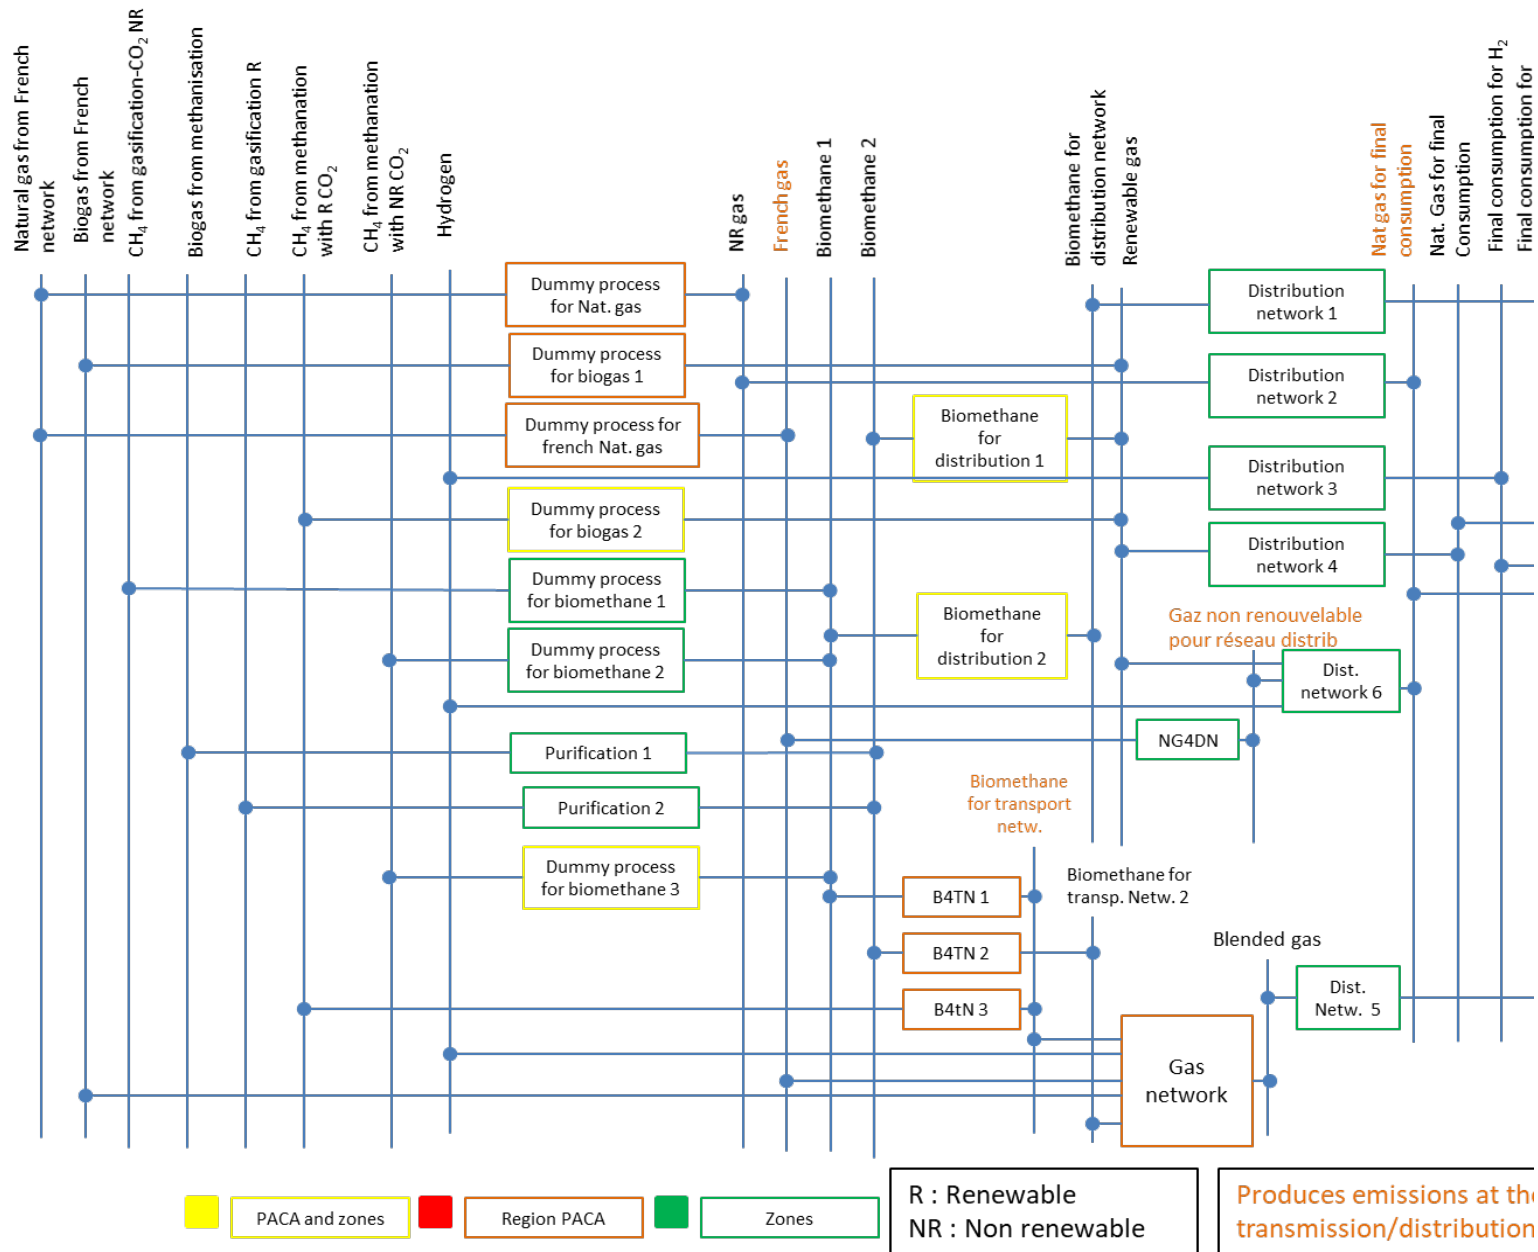 Natural gas from French
network
Biogas from French
network
CH₄ from gasification-CO₂ NR
Biogas from methanisation
CH₄ from gasification R
CH₄ from methanation
with R CO₂
CH₄ from methanation
with NR CO₂
Hydrogen
NR gas
French gas
Biomethane 1
Biomethane 2
Biomethane for
distribution network
Renewable gas
Nat gas for final
consumption
Nat. Gas for final
Consumption
Final consumption for H₂
Final consumption for
Dummy process
for Nat. gas
Distribution
network 1
Dummy process
for biogas 1
Distribution
network 2
Dummy process for
french Nat. gas
Biomethane
for
distribution 1
Distribution
network 3
Dummy process
for biogas 2
Distribution
network 4
Dummy process
for biomethane 1
Biomethane
for
distribution 2
Gaz non renouvelable
pour réseau distrib
Dummy process
for biomethane 2
Dist.
network 6
Purification 1
NG4DN
Purification 2
Biomethane
for transport
netw.
Dummy process
for biomethane 3
B4TN 1
Biomethane for
transp. Netw. 2
B4TN 2
Blended gas
B4tN 3
Dist.
Netw. 5
Gas
network
PACA and zones
Region PACA
Zones
R : Renewable
NR : Non renewable
Produces emissions at the
transmission/distribution